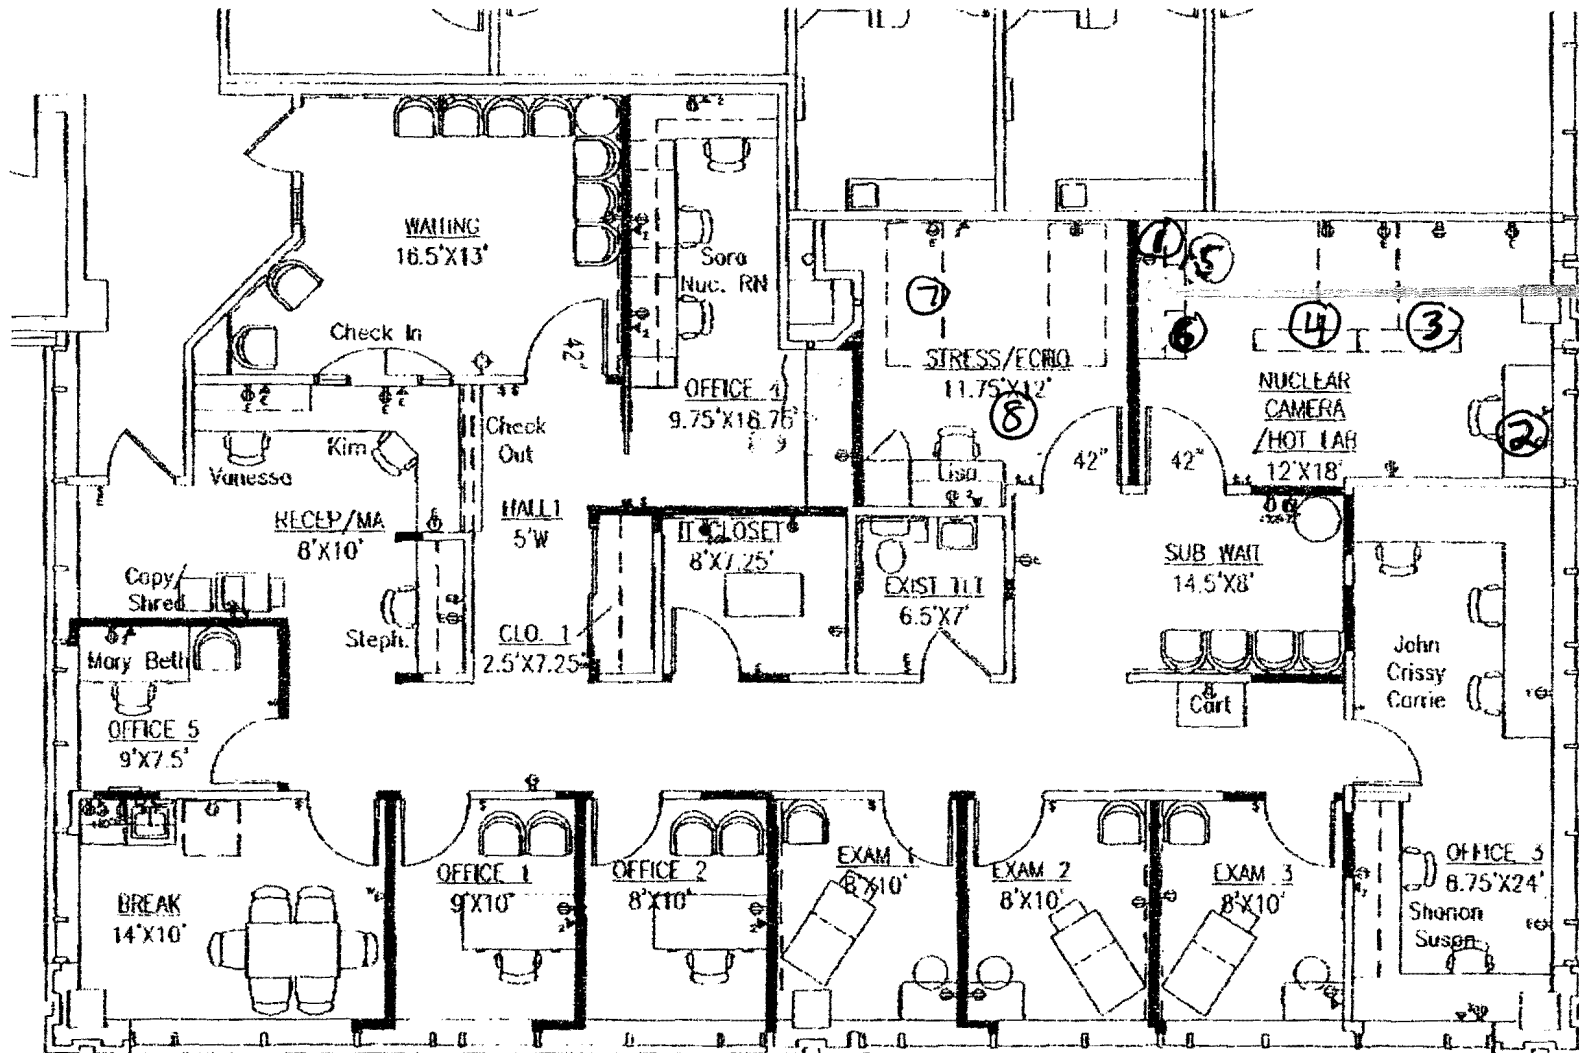 WAITING
16.5'X13'
Sara
Nuc. RN
Check In
42"
OFFICE 4
9.75'X16.75'
9
Check
Out
Kim
Vanessa
RECEP/MA
8'X10'
HALL1
5'W
Copy/
Shred
Steph.
CLO. 1
2.5'X7.25'
IT CLOSET
8'X7.25'
EXIST TLT
6.5'X7'
1
5
6
7
4
3
STRESS/ECHO
11.75'X12'
8
Lisa
42"
42"
NUCLEAR
CAMERA
/HOT LAB
12'X18'
2
SUB WAIT
14.5'X8'
John
Crissy
Carrie
Cart
Mary Beth
OFFICE 5
9'X7.5'
BREAK
14'X10'
OFFICE 1
9'X10'
OFFICE 2
8'X10'
EXAM 1
8'X10'
EXAM 2
8'X10'
EXAM 3
8'X10'
OFFICE 3
8.75'X24'
Shanon
Susan